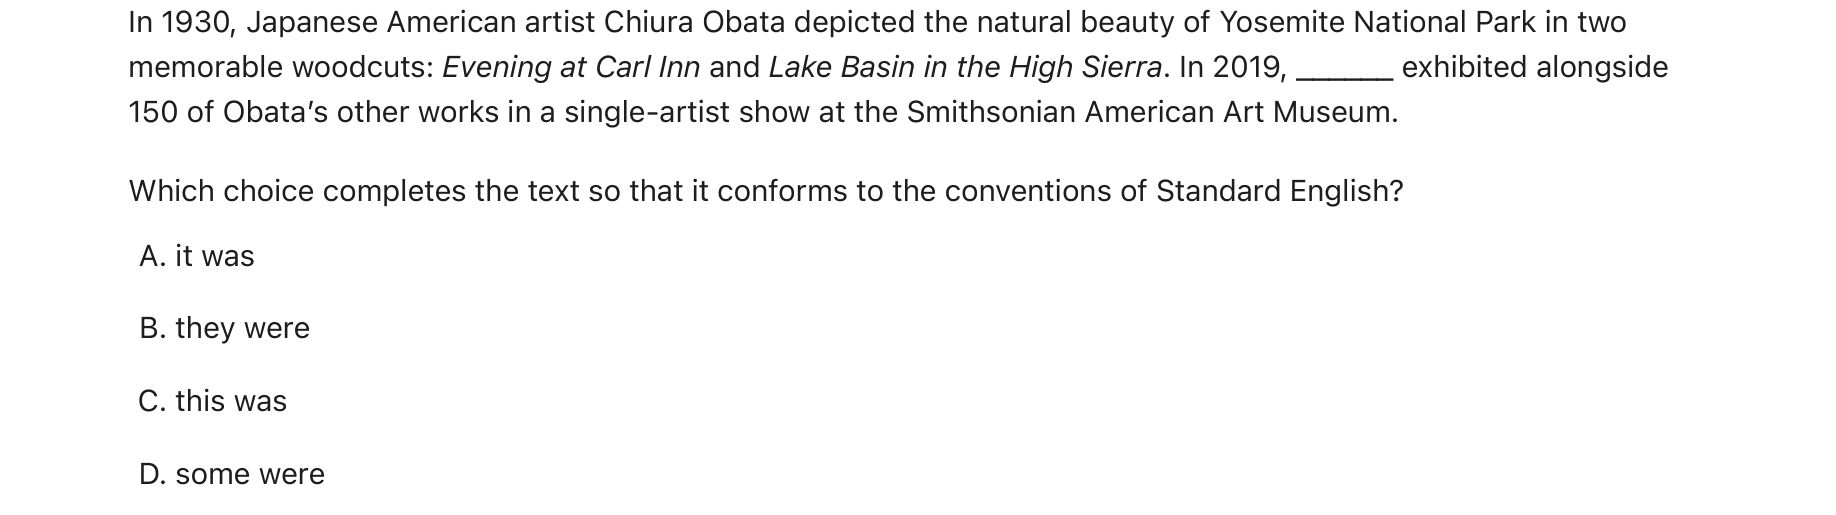 In 1930, Japanese American artist Chiura Obata depicted the natural beauty of Yosemite National Park in two
memorable woodcuts: Evening at Carl Inn and Lake Basin in the High Sierra. In 2019, ______ exhibited alongside
150 of Obata’s other works in a single-artist show at the Smithsonian American Art Museum.
Which choice completes the text so that it conforms to the conventions of Standard English?
A. it was
B. they were
C. this was
D. some were